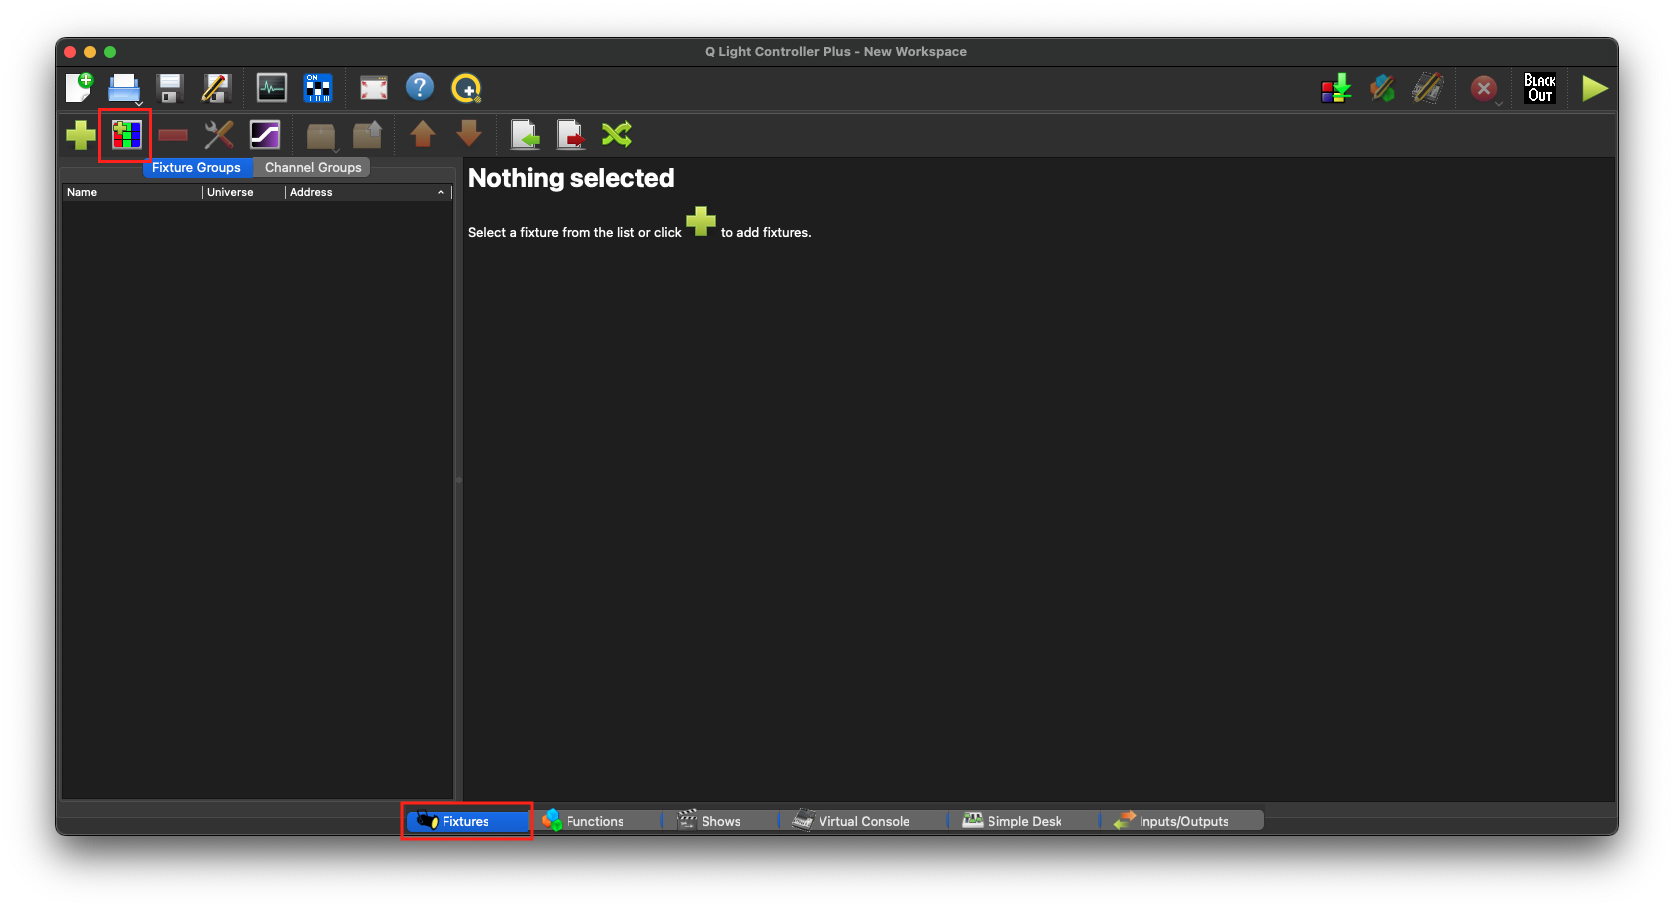 Q Light Controller Plus - New Workspace
ON
BLACK
OUT
Fixture Groups
Channel Groups
Name
Universe
Address
Nothing selected
Select a fixture from the list or click to add fixtures.
Fixtures
Functions
Shows
Virtual Console
Simple Desk
Inputs/Outputs